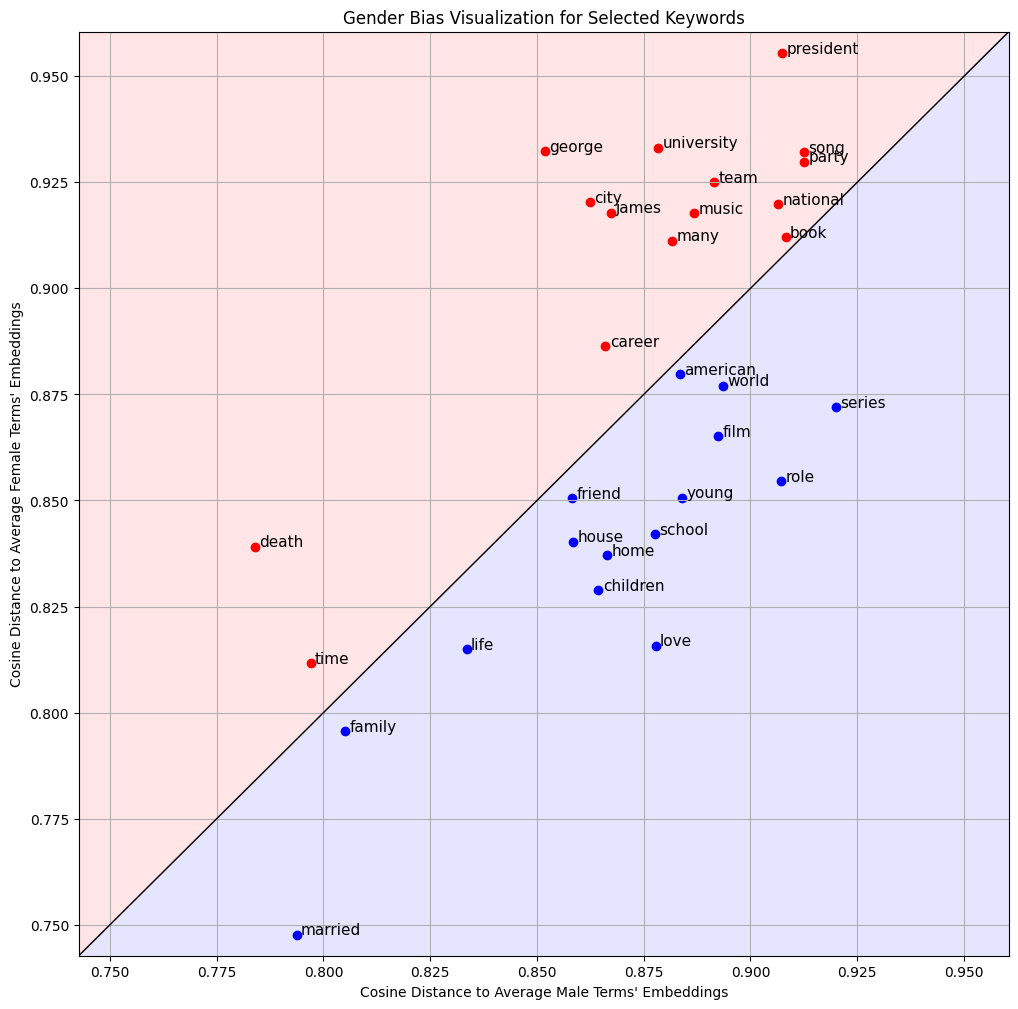 Gender Bias Visualization for Selected Keywords
Cosine Distance to Average Female Terms' Embeddings
0.950
0.925
0.900
0.875
0.850
0.825
0.800
0.775
0.750
president
george
university
song
party
team
city
james
music
national
many
book
career
american
world
series
film
role
friend
young
school
house
home
death
children
life
love
time
family
married
0.750
0.775
0.800
0.825
0.850
0.875
0.900
0.925
0.950
Cosine Distance to Average Male Terms' Embeddings